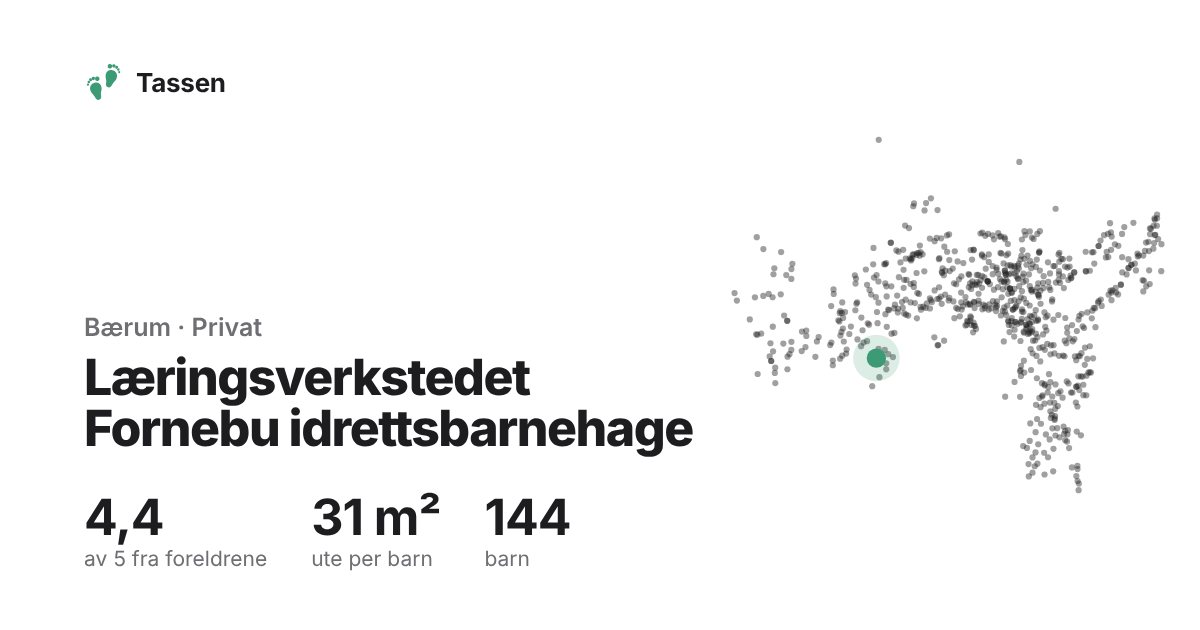 Tassen
Bærum · Privat
Læringsverkstedet
Fornebu idrettsbarnehage
4,4
av 5 fra foreldrene
31 m²
ute per barn
144
barn